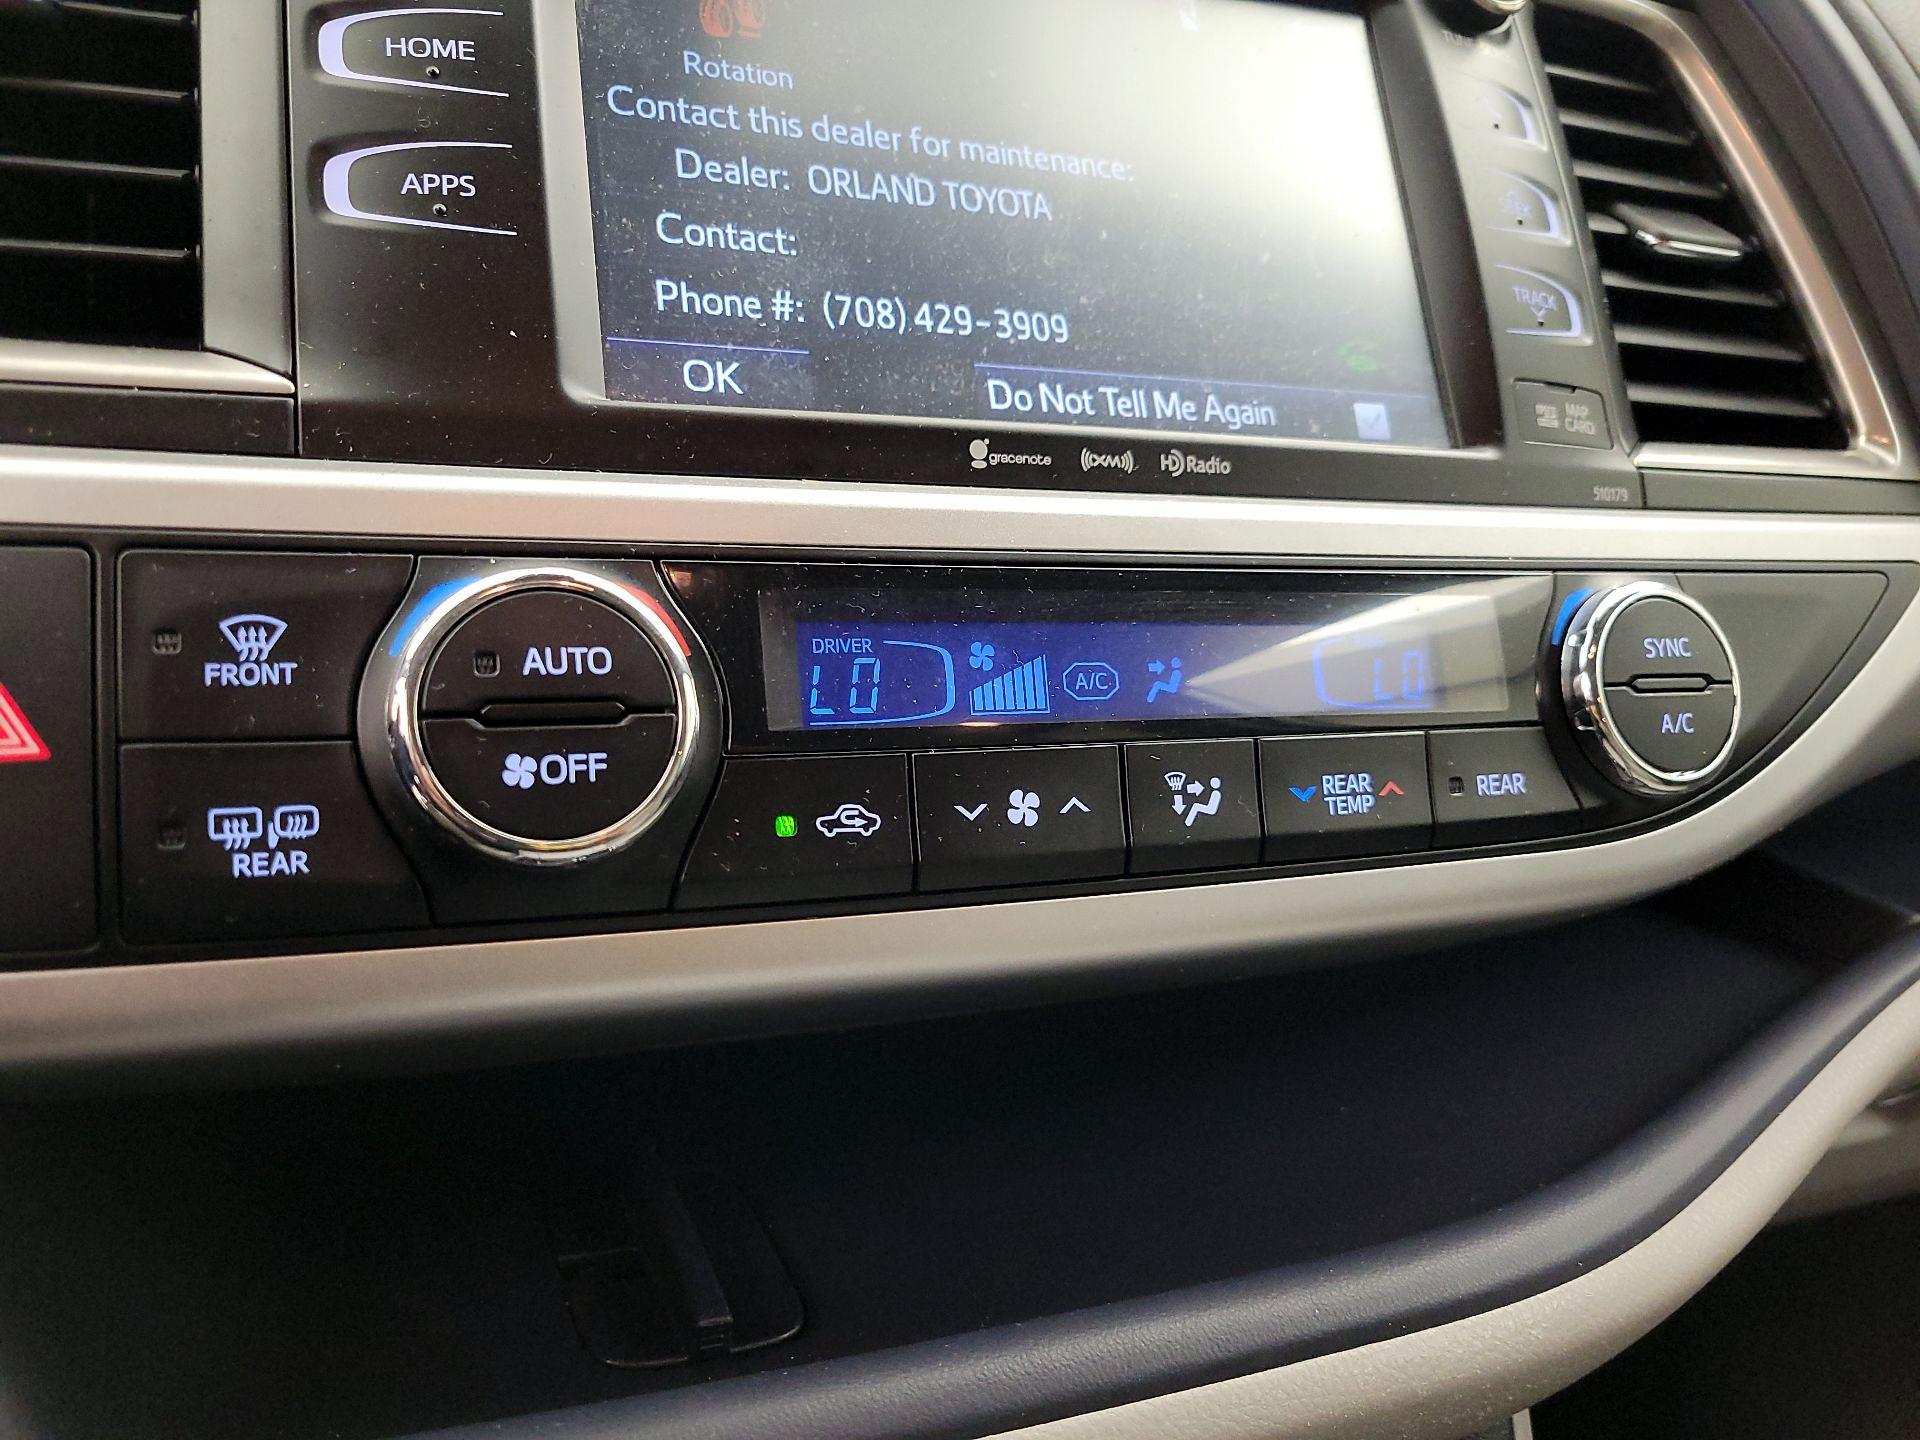 HOME
APPS
Rotation
Contact this dealer for maintenance:
Dealer: ORLAND TOYOTA
Contact:
Phone #: (708) 429-3909
OK
Do Not Tell Me Again
TRACK
MAP
CARD
gracenote
((XM))
HD Radio
510179
FRONT
AUTO
OFF
REAR
DRIVER
LO
A/C
LO
SYNC
A/C
REAR
TEMP
REAR